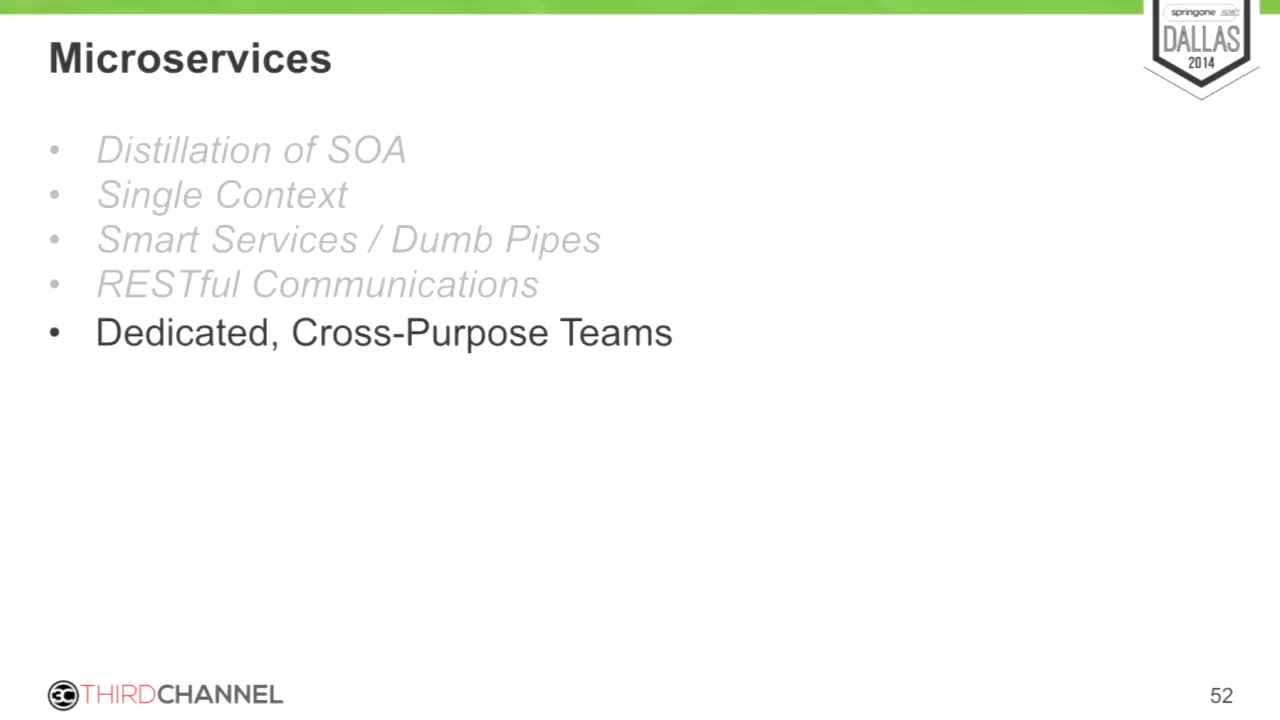 springone
DALLAS
2014
Microservices
• Distillation of SOA
• Single Context
• Smart Services / Dumb Pipes
• RESTful Communications
• Dedicated, Cross-Purpose Teams
3C THIRDCHANNEL
52